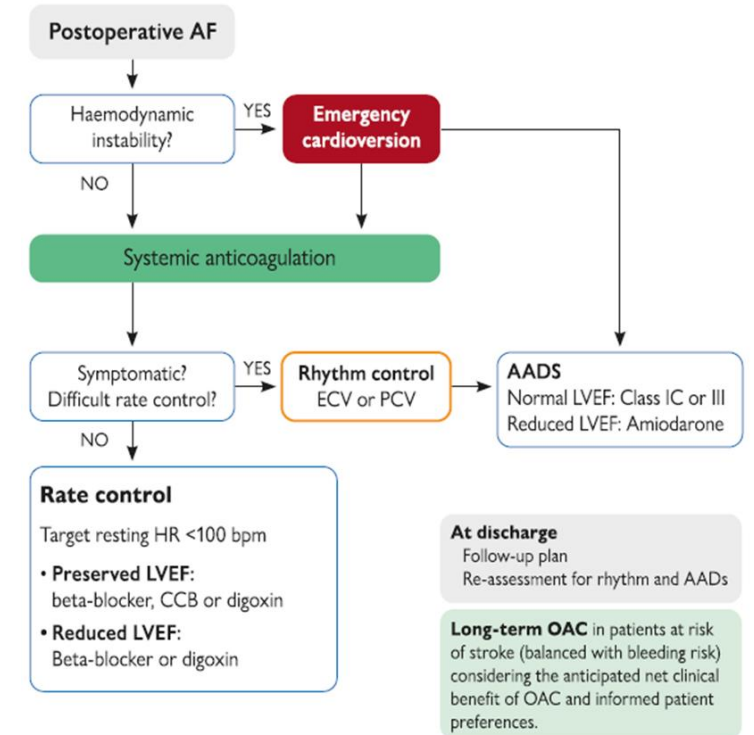 Postoperative AF
Haemodynamic
instability?
YES
Emergency
cardioversion
NO
Systemic anticoagulation
Symptomatic?
Difficult rate control?
YES
Rhythm control
ECV or PCV
AADS
Normal LVEF: Class IC or III
Reduced LVEF: Amiodarone
NO
Rate control
Target resting HR <100 bpm
• Preserved LVEF:
beta-blocker, CCB or digoxin
• Reduced LVEF:
Beta-blocker or digoxin
At discharge
Follow-up plan
Re-assessment for rhythm and AADs
Long-term OAC in patients at risk
of stroke (balanced with bleeding risk)
considering the anticipated net clinical
benefit of OAC and informed patient
preferences.